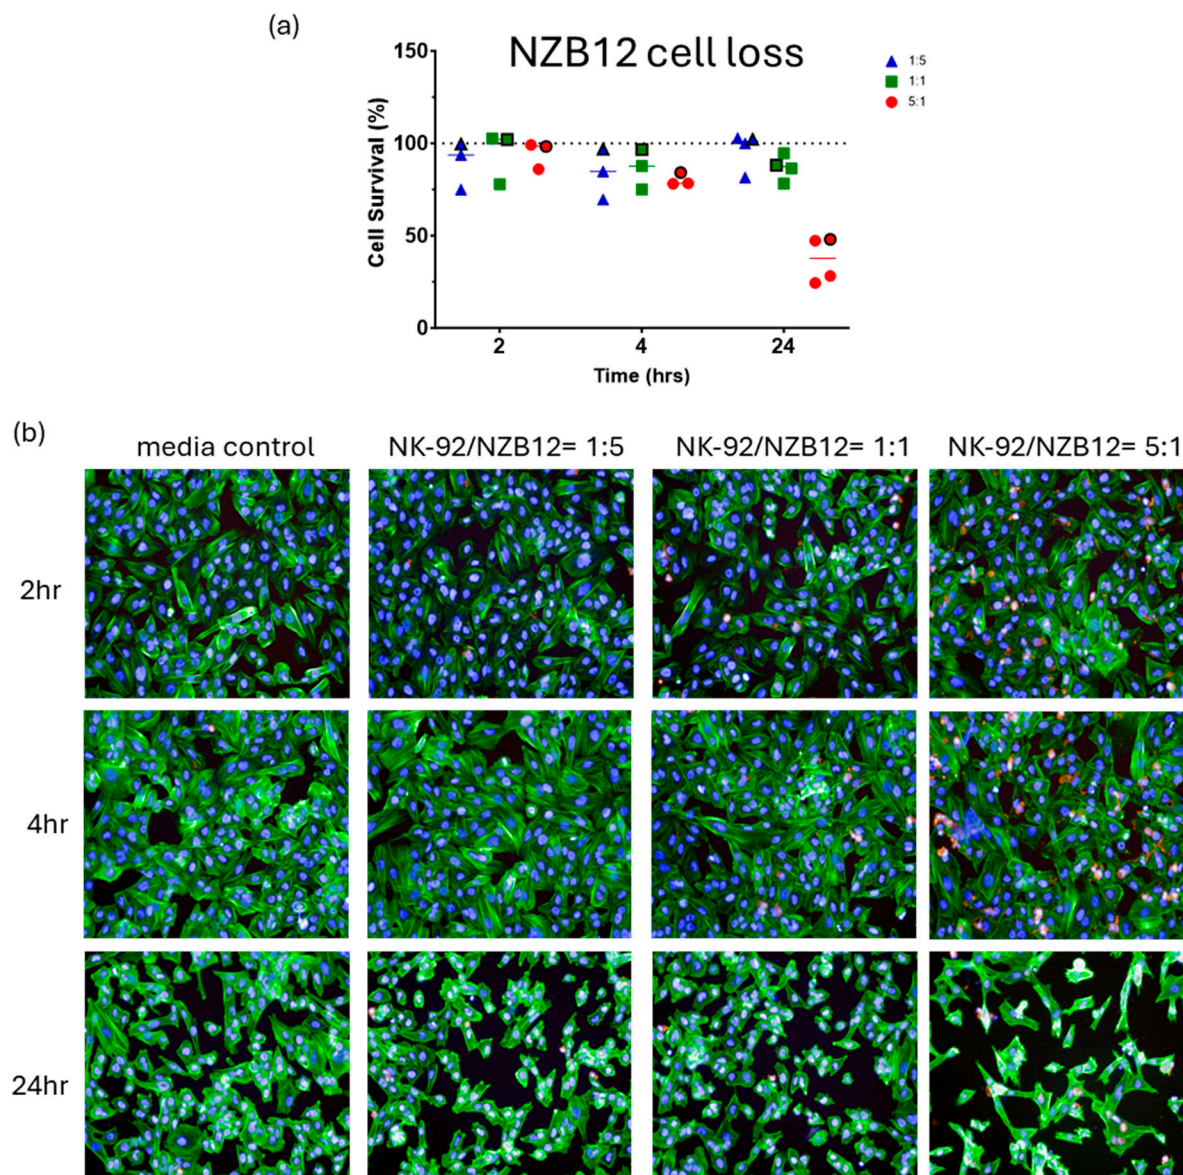 (a)
NZB12 cell loss
1:5
1:1
5:1
150
100
50
0
Cell Survival (%)
2 4 24
Time (hrs)
(b)
media control NK-92/NZB12= 1:5 NK-92/NZB12= 1:1 NK-92/NZB12= 5:1
2hr
4hr
24hr